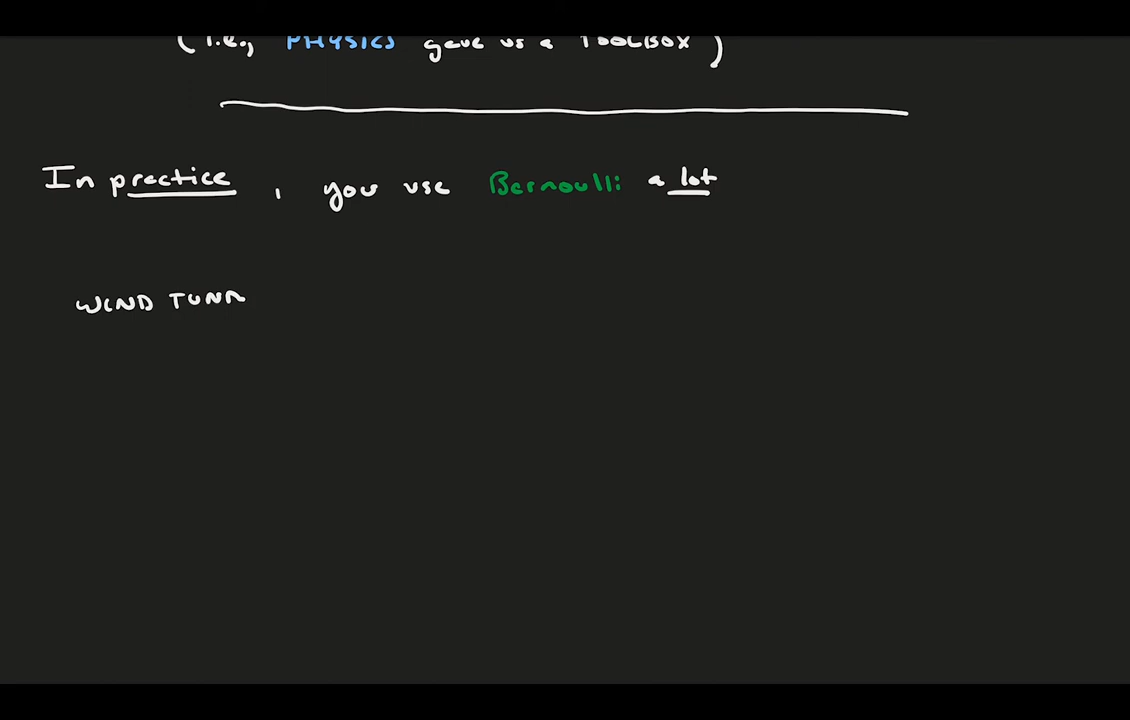 (i.e., PHYSICS gave us a TOOLBOX)
In practice, you use Bernoulli a lot
WIND TUNN